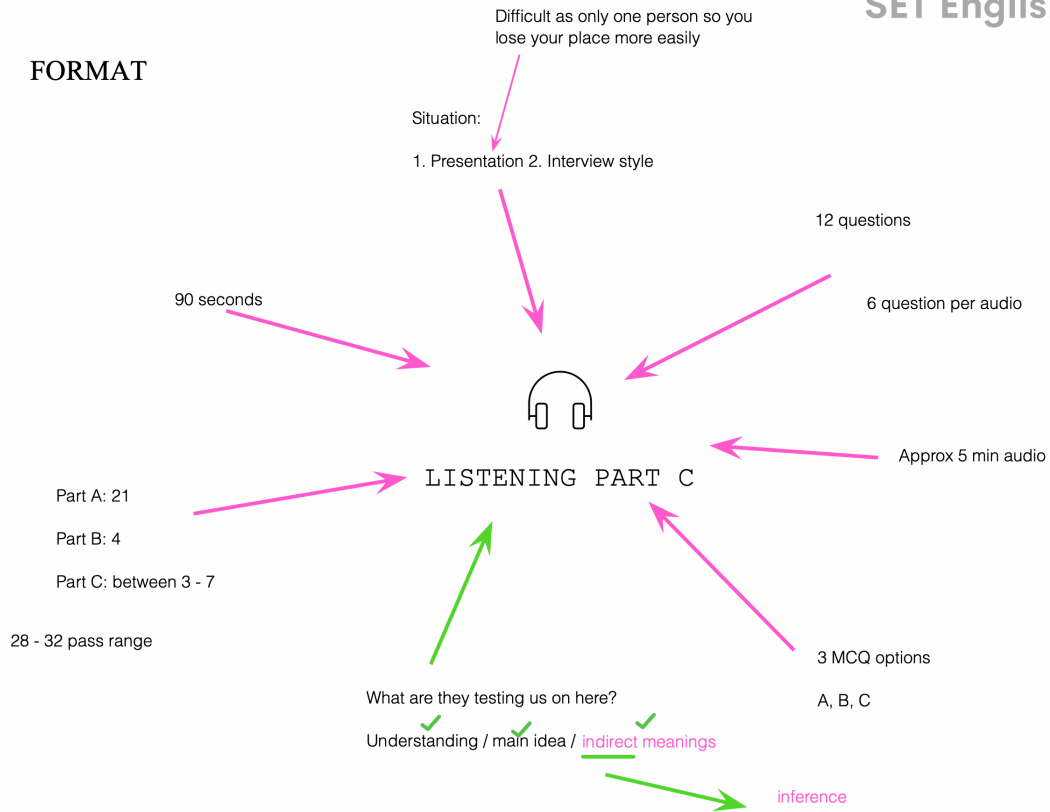 SET Englis
Difficult as only one person so you
lose your place more easily
FORMAT
Situation:
1. Presentation 2. Interview style
12 questions
90 seconds
6 question per audio
Approx 5 min audio
LISTENING PART C
Part A: 21
Part B: 4
Part C: between 3 - 7
28 - 32 pass range
3 MCQ options
A, B, C
What are they testing us on here?
Understanding / main idea / indirect meanings
inference